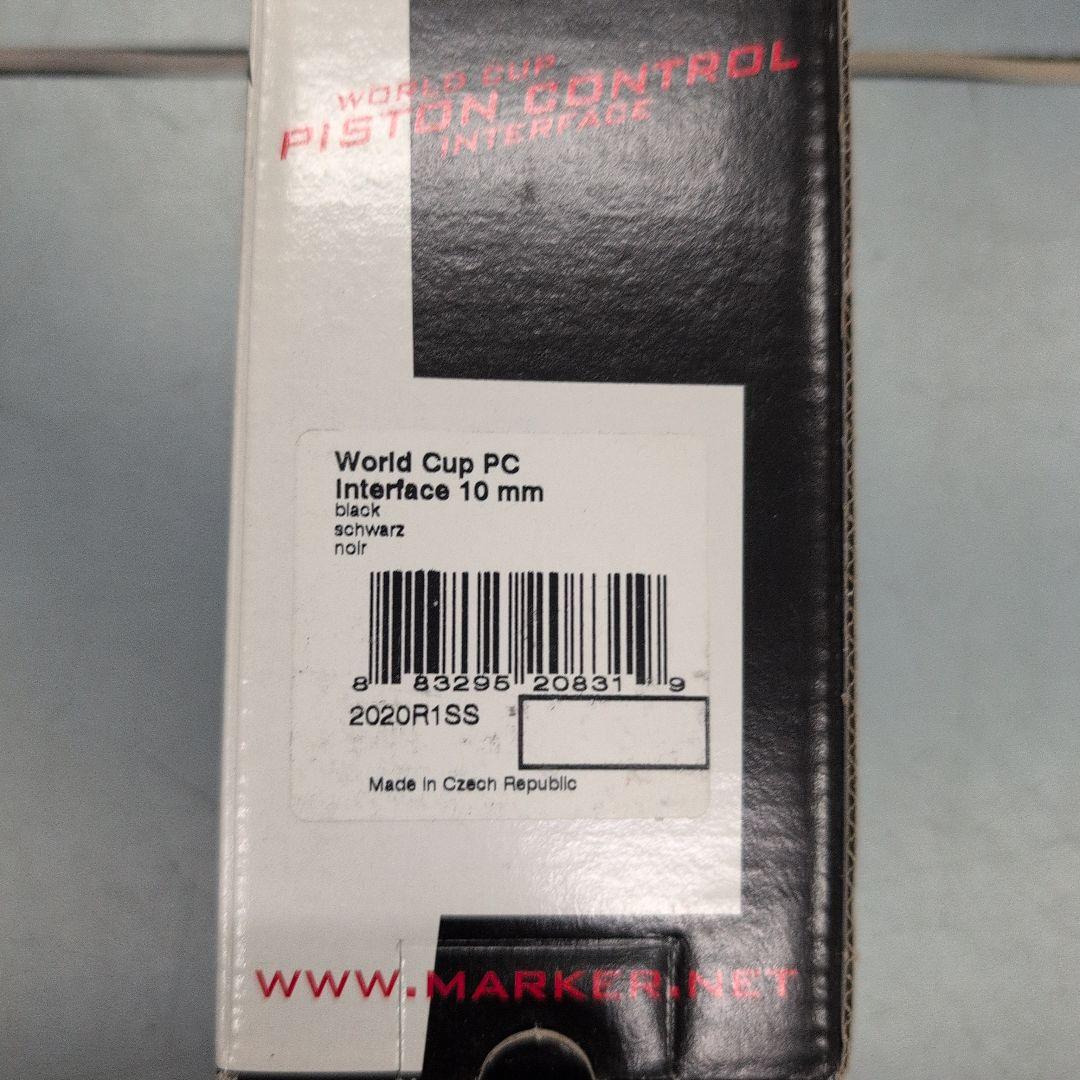 WORLD CUP
PISTON CONTROL
INTERFACE
World Cup PC
Interface 10 mm
black
schwarz
noir
8 83295 20831 9
2020R1SS
Made in Czech Republic
WWW.MARKER.NET